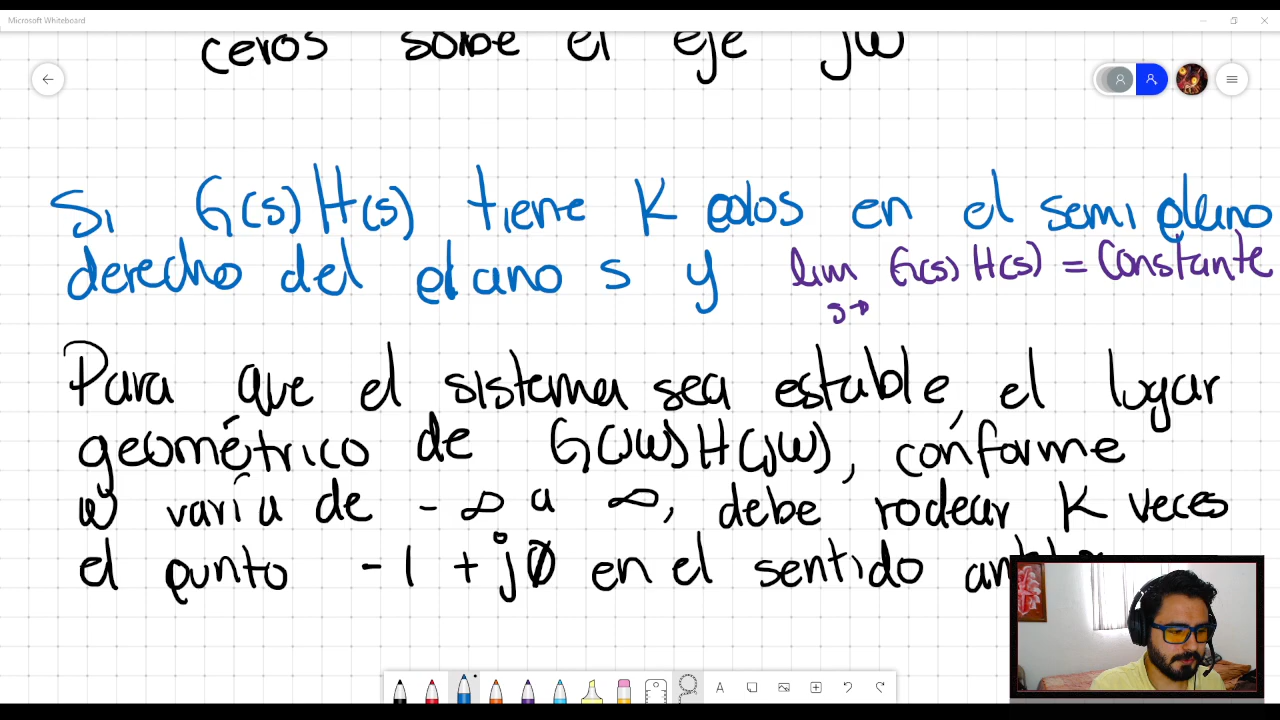 Microsoft Whiteboard
ceros sobre el eje jω
Si G(s)H(s) tiene K polos en el semi plano
derecho del plano s y lim G(s)H(s) = Constante
s→
Para que el sistema sea estable, el lugar
geométrico de G(jω)H(jω), conforme
ω varía de -∞ a ∞, debe rodear K veces
el punto -1 + j0 en el sentido
A